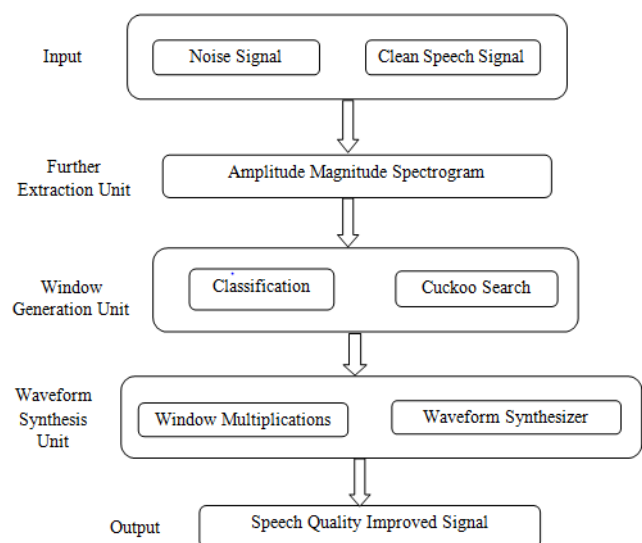 Input
Noise Signal
Clean Speech Signal
Further
Extraction Unit
Amplitude Magnitude Spectrogram
Window
Generation Unit
Classification
Cuckoo Search
Waveform
Synthesis
Unit
Window Multiplications
Waveform Synthesizer
Output
Speech Quality Improved Signal